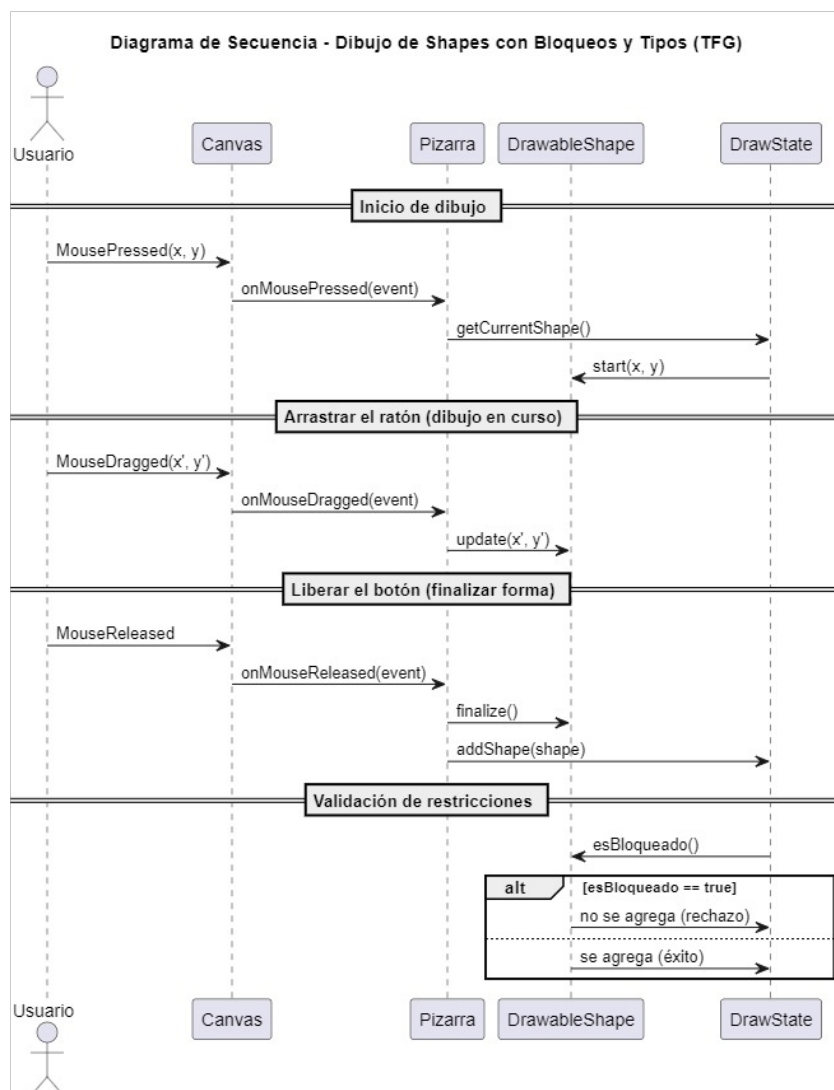 Diagrama de Secuencia - Dibujo de Shapes con Bloqueos y Tipos (TFG)
Usuario
Canvas
Pizarra
DrawableShape
DrawState
Inicio de dibujo
MousePressed(x, y)
onMousePressed(event)
getCurrentShape()
start(x, y)
Arrastrar el ratón (dibujo en curso)
MouseDragged(x', y')
onMouseDragged(event)
update(x', y')
Liberar el botón (finalizar forma)
MouseReleased
onMouseReleased(event)
finalize()
addShape(shape)
Validación de restricciones
esBloqueado()
alt [esBloqueado == true]
no se agrega (rechazo)
se agrega (éxito)
Usuario
Canvas
Pizarra
DrawableShape
DrawState